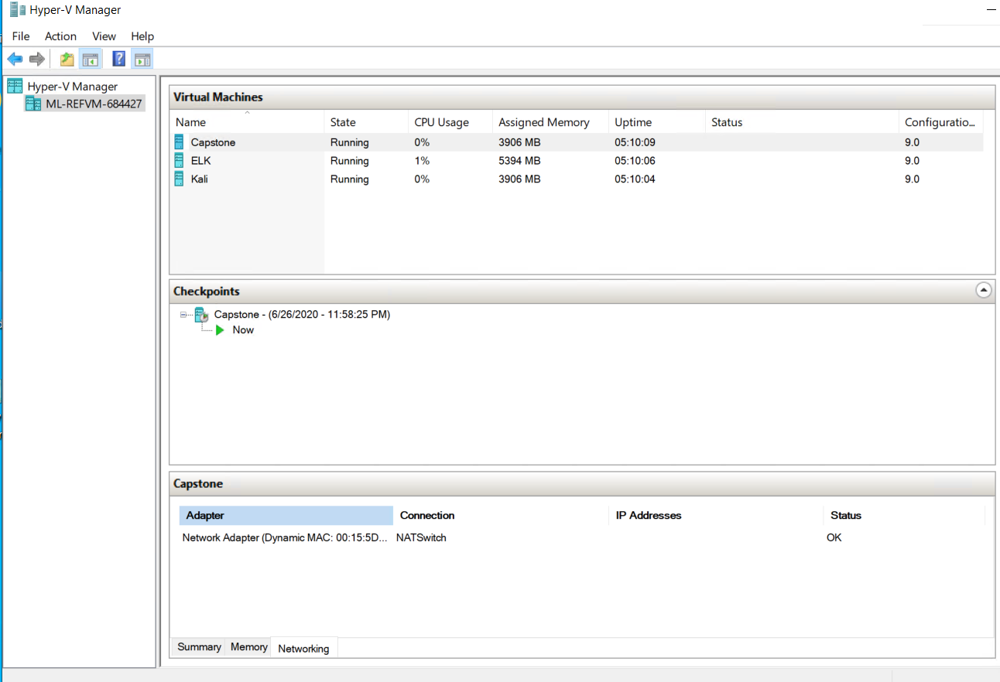 Hyper-V Manager
File Action View Help
Hyper-V Manager
ML-REFVM-684427
Virtual Machines
Name State CPU Usage Assigned Memory Uptime Status Configuratio...
Capstone Running 0% 3906 MB 05:10:09 9.0
ELK Running 1% 5394 MB 05:10:06 9.0
Kali Running 0% 3906 MB 05:10:04 9.0
Checkpoints
Capstone - (6/26/2020 - 11:58:25 PM)
Now
Capstone
Adapter Connection IP Addresses Status
Network Adapter (Dynamic MAC: 00:15:5D... NATSwitch OK
Summary Memory Networking